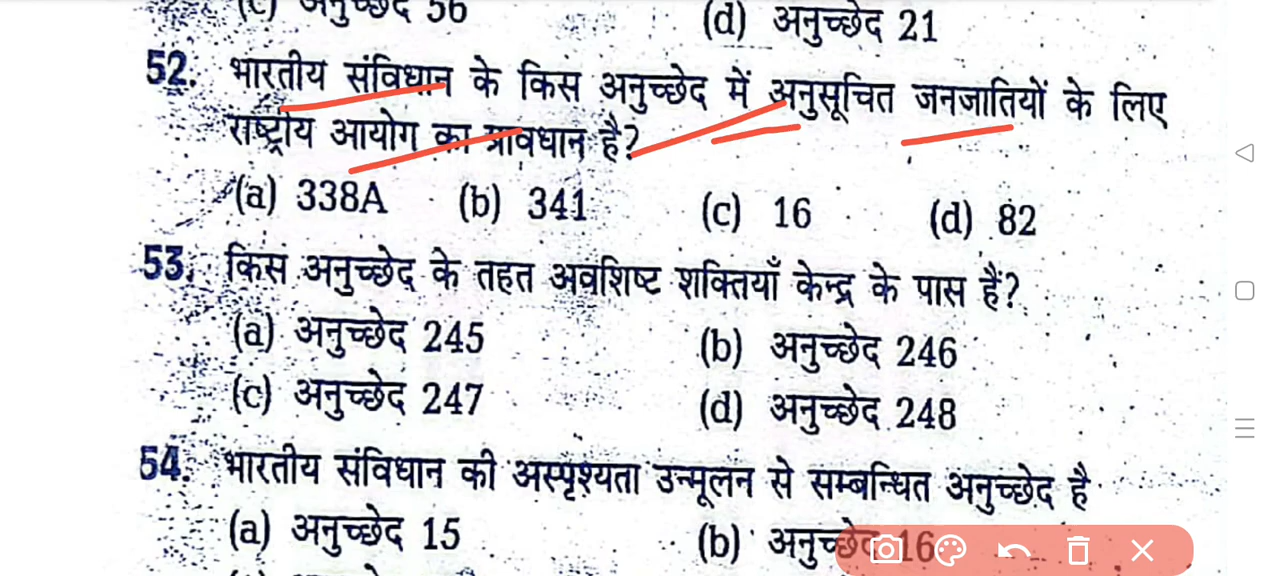 (c) अनुच्छेद 56 (d) अनुच्छेद 21
52. भारतीय संविधान के किस अनुच्छेद में अनुसूचित जनजातियों के लिए
राष्ट्रीय आयोग का प्रावधान है?
(a) 338A (b) 341 (c) 16 (d) 82
53. किस अनुच्छेद के तहत अवशिष्ट शक्तियाँ केन्द्र के पास हैं?
(a) अनुच्छेद 245 (b) अनुच्छेद 246
(c) अनुच्छेद 247 (d) अनुच्छेद 248
54. भारतीय संविधान की अस्पृश्यता उन्मूलन से सम्बन्धित अनुच्छेद है
(a) अनुच्छेद 15 (b) अनुच्छेद 16